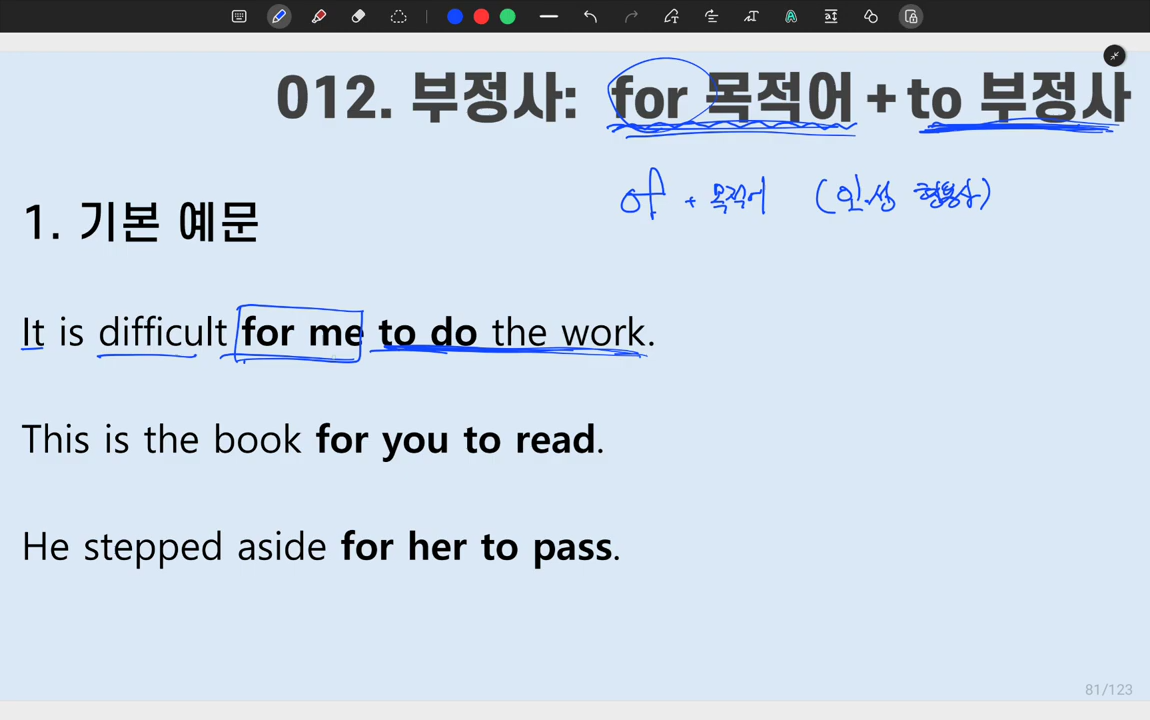 012. 부정사: for 목적어 + to 부정사
of + 목적어 (인성 형용사)
1. 기본 예문
It is difficult for me to do the work.
This is the book for you to read.
He stepped aside for her to pass.
81/123